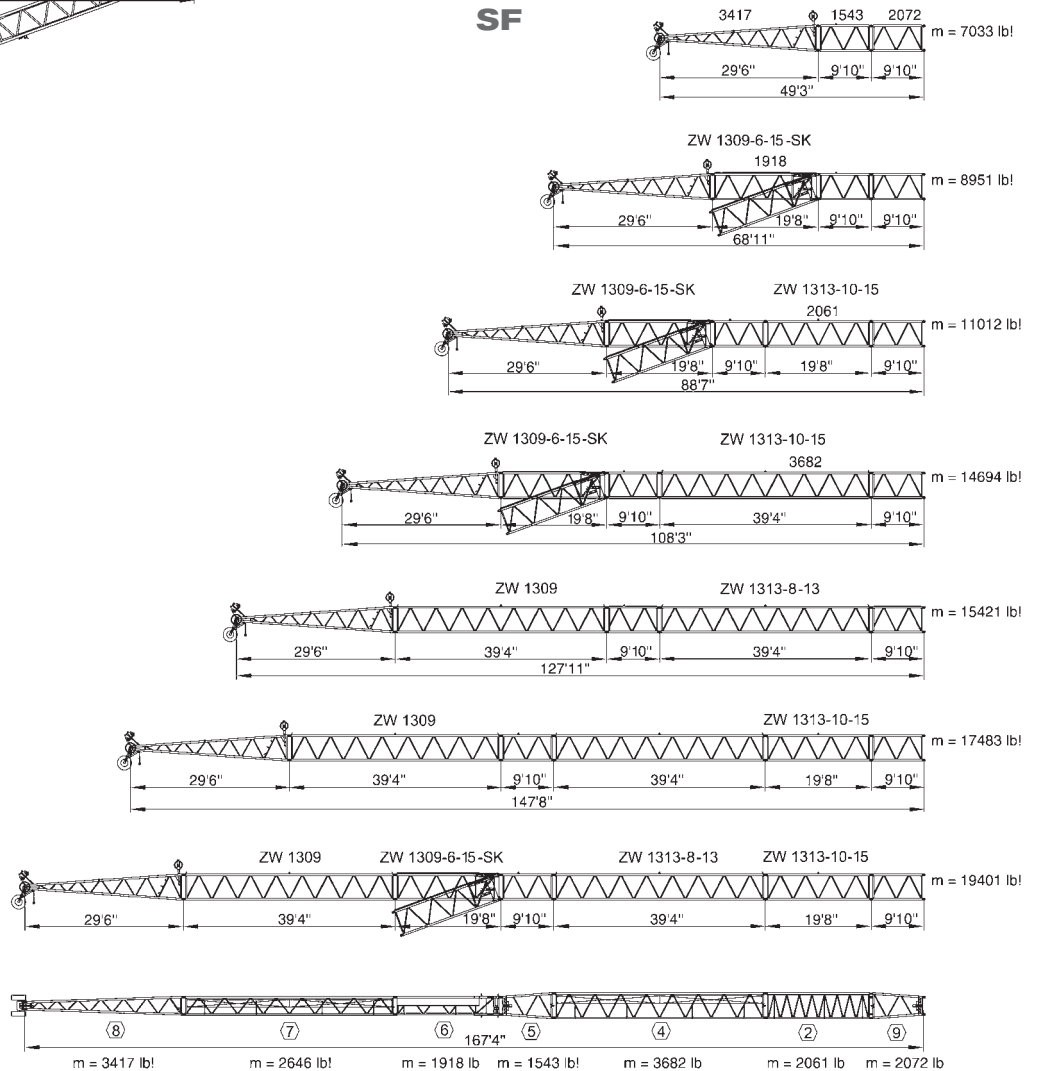 SF
3417 1543 2072
m = 7033 lb!
29'6" 9'10" 9'10"
49'3"
ZW 1309-6-15-SK
1918
m = 8951 lb!
29'6" 19'8" 9'10" 9'10"
68'11"
ZW 1309-6-15-SK ZW 1313-10-15
2061
m = 11012 lb!
29'6" 19'8" 9'10" 19'8" 9'10"
88'7"
ZW 1309-6-15-SK ZW 1313-10-15
3682
m = 14694 lb!
29'6" 19'8" 9'10" 39'4" 9'10"
108'3"
ZW 1309 ZW 1313-8-13
m = 15421 lb!
29'6" 39'4" 9'10" 39'4" 9'10"
127'11"
ZW 1309 ZW 1313-10-15
m = 17483 lb!
29'6" 39'4" 9'10" 39'4" 19'8" 9'10"
147'8"
ZW 1309 ZW 1309-6-15-SK ZW 1313-8-13 ZW 1313-10-15
m = 19401 lb!
29'6" 39'4" 19'8" 9'10" 39'4" 19'8" 9'10"
8 7 6 5 4 2 9
167'4"
m = 3417 lb! m = 2646 lb! m = 1918 lb m = 1543 lb! m = 3682 lb m = 2061 lb m = 2072 lb